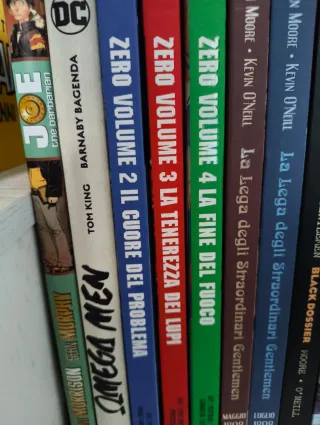 JOE
the barbarian
MORRISON SEAN MURPHY
DC
TOM KING BARNABY BAGENDA
OMEGA MEN
ZERO VOLUME 2 IL CUORE DEL PROBLEMA
ZERO VOLUME 3 LA TENEREZZA DEI LUPI
ZERO VOLUME 4 LA FINE DEL FUOCO
MOORE • KEVIN O'NEILL
La Lega degli Straordinari Gentlemen
MAGGIO
MOORE • KEVIN O'NEILL
La Lega degli Straordinari Gentlemen
LUGLIO
BLACK DOSSIER
MOORE • O'NEILL